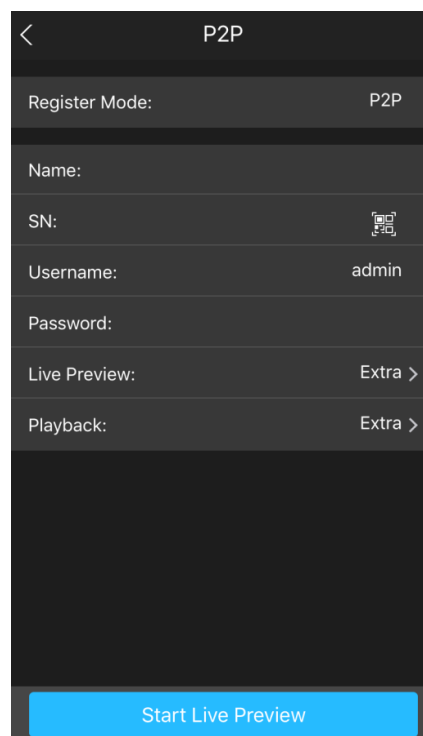 P2P
Register Mode: P2P
Name:
SN:
Username: admin
Password:
Live Preview: Extra
Playback: Extra
Start Live Preview